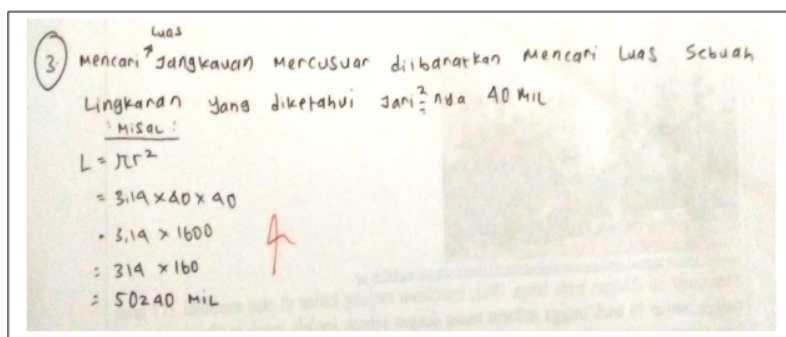 Luas
3. Mencari Jangkauan Mercusuar diibaratkan Mencari Luas Sebuah
Lingkaran yang diketahui Jari²=nya 40 MIL
Misal :
L = πr²
= 3,14 × 40 × 40
= 3,14 × 1600
= 314 × 160
= 50240 MIL
4